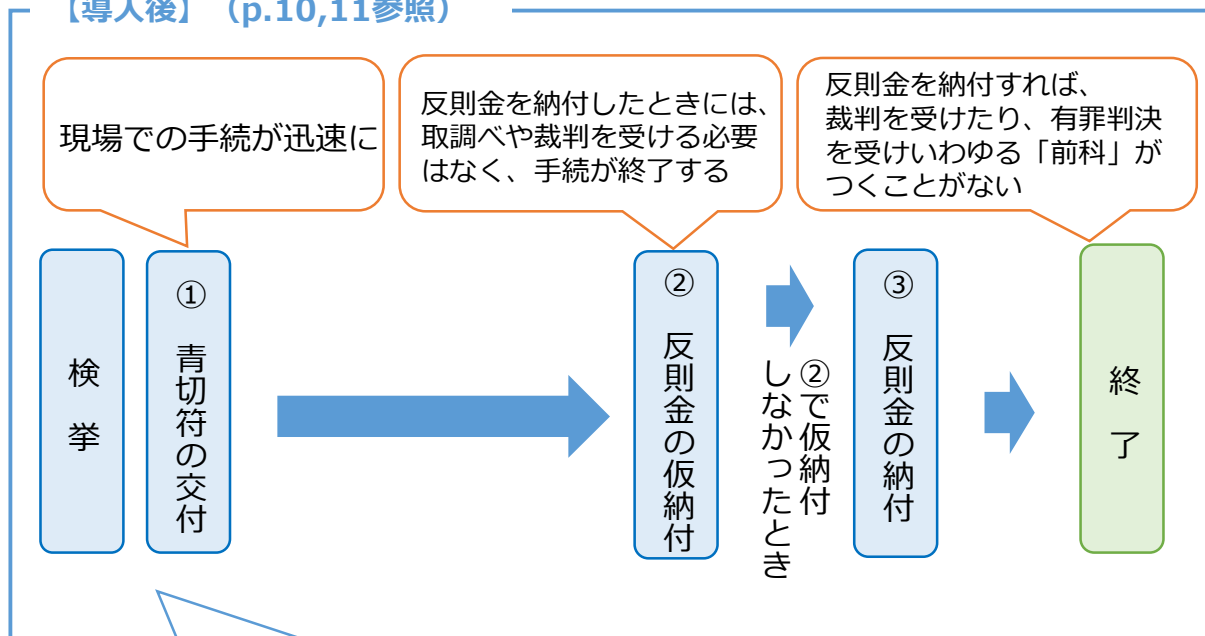 【導入後】（p.10,11参照）
現場での手続が迅速に
反則金を納付したときには、
取調べや裁判を受ける必要
はなく、手続が終了する
反則金を納付すれば、
裁判を受けたり、有罪判決
を受けいわゆる「前科」が
つくことがない
検挙
① 青切符の交付
② 反則金の仮納付
②で仮納付
しなかったとき
③ 反則金の納付
終了